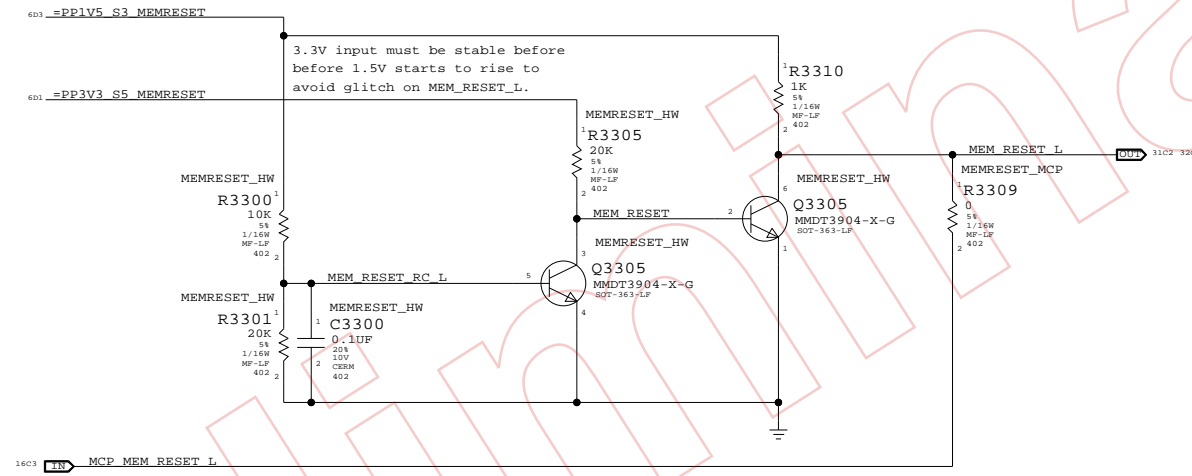 6D3 =PP1V5_S3_MEMRESET
3.3V input must be stable before
before 1.5V starts to rise to
avoid glitch on MEM_RESET_L.
6D1 =PP3V3_S5_MEMRESET
1
R3310
1K
5%
1/16W
MF-LF
402
2
MEMRESET_HW
1
R3305
20K
5%
1/16W
MF-LF
402
2
MEM_RESET_L
OUT
31C2
MEMRESET_MCP
1
R3309
0
5%
1/16W
MF-LF
402
2
MEMRESET_HW
R3300
1
10K
5%
1/16W
MF-LF
402
2
MEMRESET_HW
6
Q3305
MMDT3904-X-G
SOT-363-LF
2
1
MEM_RESET
MEMRESET_HW
3
Q3305
MMDT3904-X-G
SOT-363-LF
5
4
MEM_RESET_RC_L
MEMRESET_HW
R3301
1
20K
5%
1/16W
MF-LF
402
2
MEMRESET_HW
1
C3300
0.1UF
20%
10V
CERM
402
2
16C3 IN MCP_MEM_RESET_L